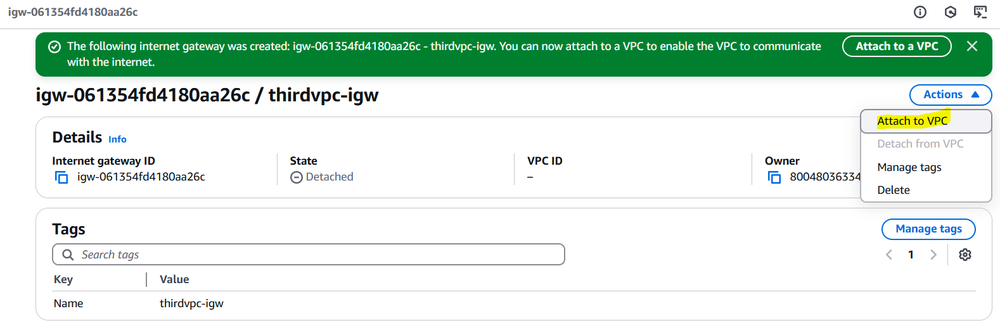 igw-061354fd4180aa26c
The following internet gateway was created: igw-061354fd4180aa26c - thirdvpc-igw. You can now attach to a VPC to enable the VPC to communicate
with the internet.
Attach to a VPC
igw-061354fd4180aa26c / thirdvpc-igw
Actions
Attach to VPC
Detach from VPC
Manage tags
Delete
Details Info
Internet gateway ID
igw-061354fd4180aa26c
State
Detached
VPC ID
–
Owner
80048036334
Tags
Manage tags
Search tags
1
Key Value
Name thirdvpc-igw